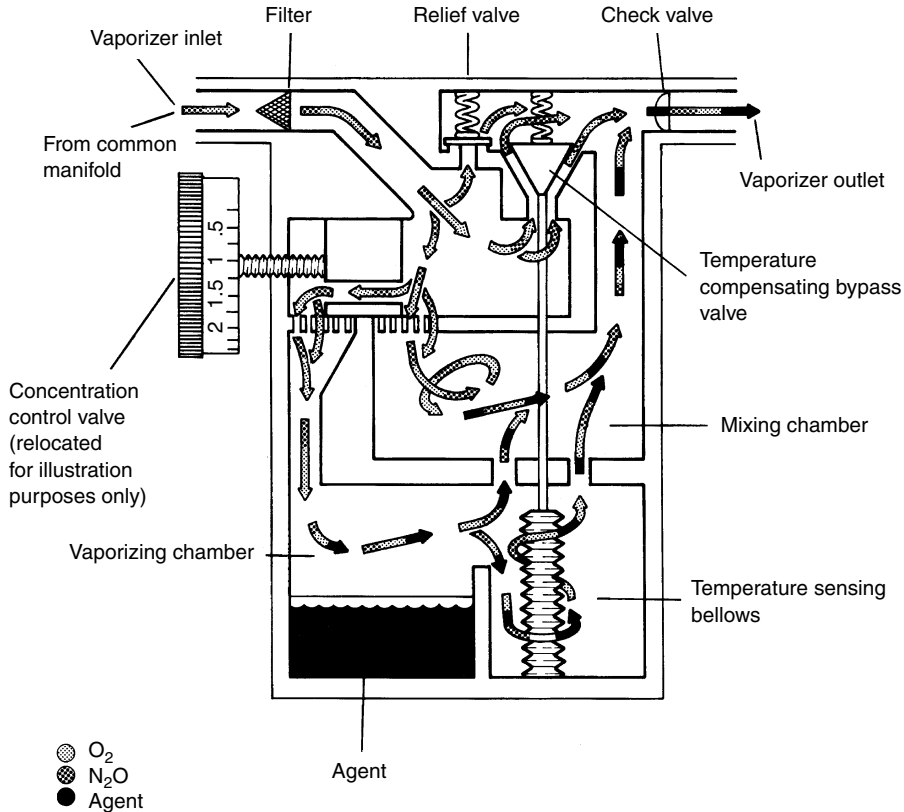 Filter
Relief valve
Check valve
Vaporizer inlet
From common
manifold
Vaporizer outlet
.5
1
1.5
2
Temperature
compensating bypass
valve
Concentration
control valve
(relocated
for illustration
purposes only)
Mixing chamber
Vaporizing chamber
Temperature sensing
bellows
Agent
O₂
N₂O
Agent